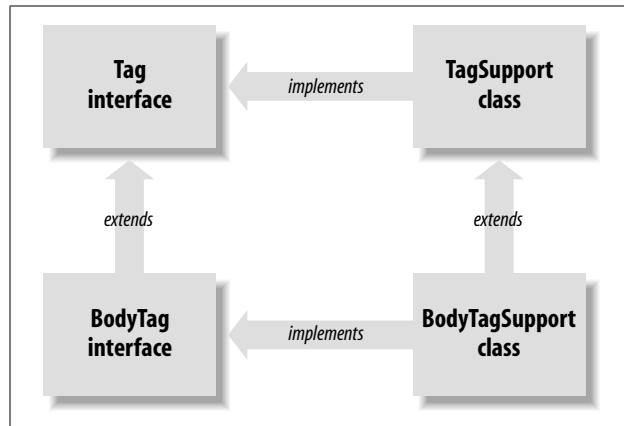 Tag
interface
implements
TagSupport
class
extends
extends
BodyTag
interface
implements
BodyTagSupport
class